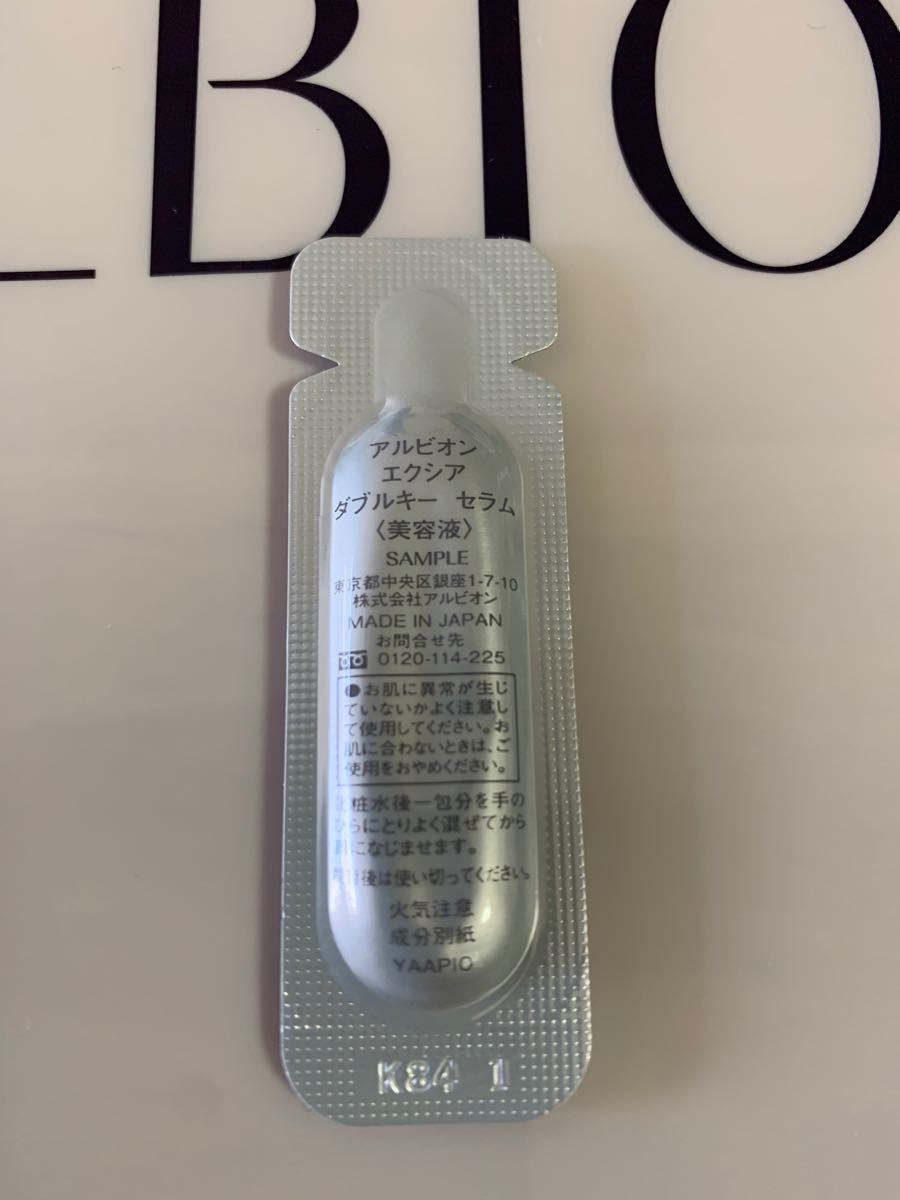 LBIO
アルビオン
エクシア
ダブルキー セラム
〈美容液〉
SAMPLE
東京都中央区銀座1-7-10
株式会社アルビオン
MADE IN JAPAN
お問合せ先
0120-114-225
●お肌に異常が生じ
ていないかよく注意し
て使用してください。お
肌に合わないときは、ご
使用をおやめください。
化粧水後一包分を手の
ひらにとりよく混ぜてから
肌になじませます。
開封後は使い切ってください。
火気注意
成分別紙
YAAPIO
K84 1